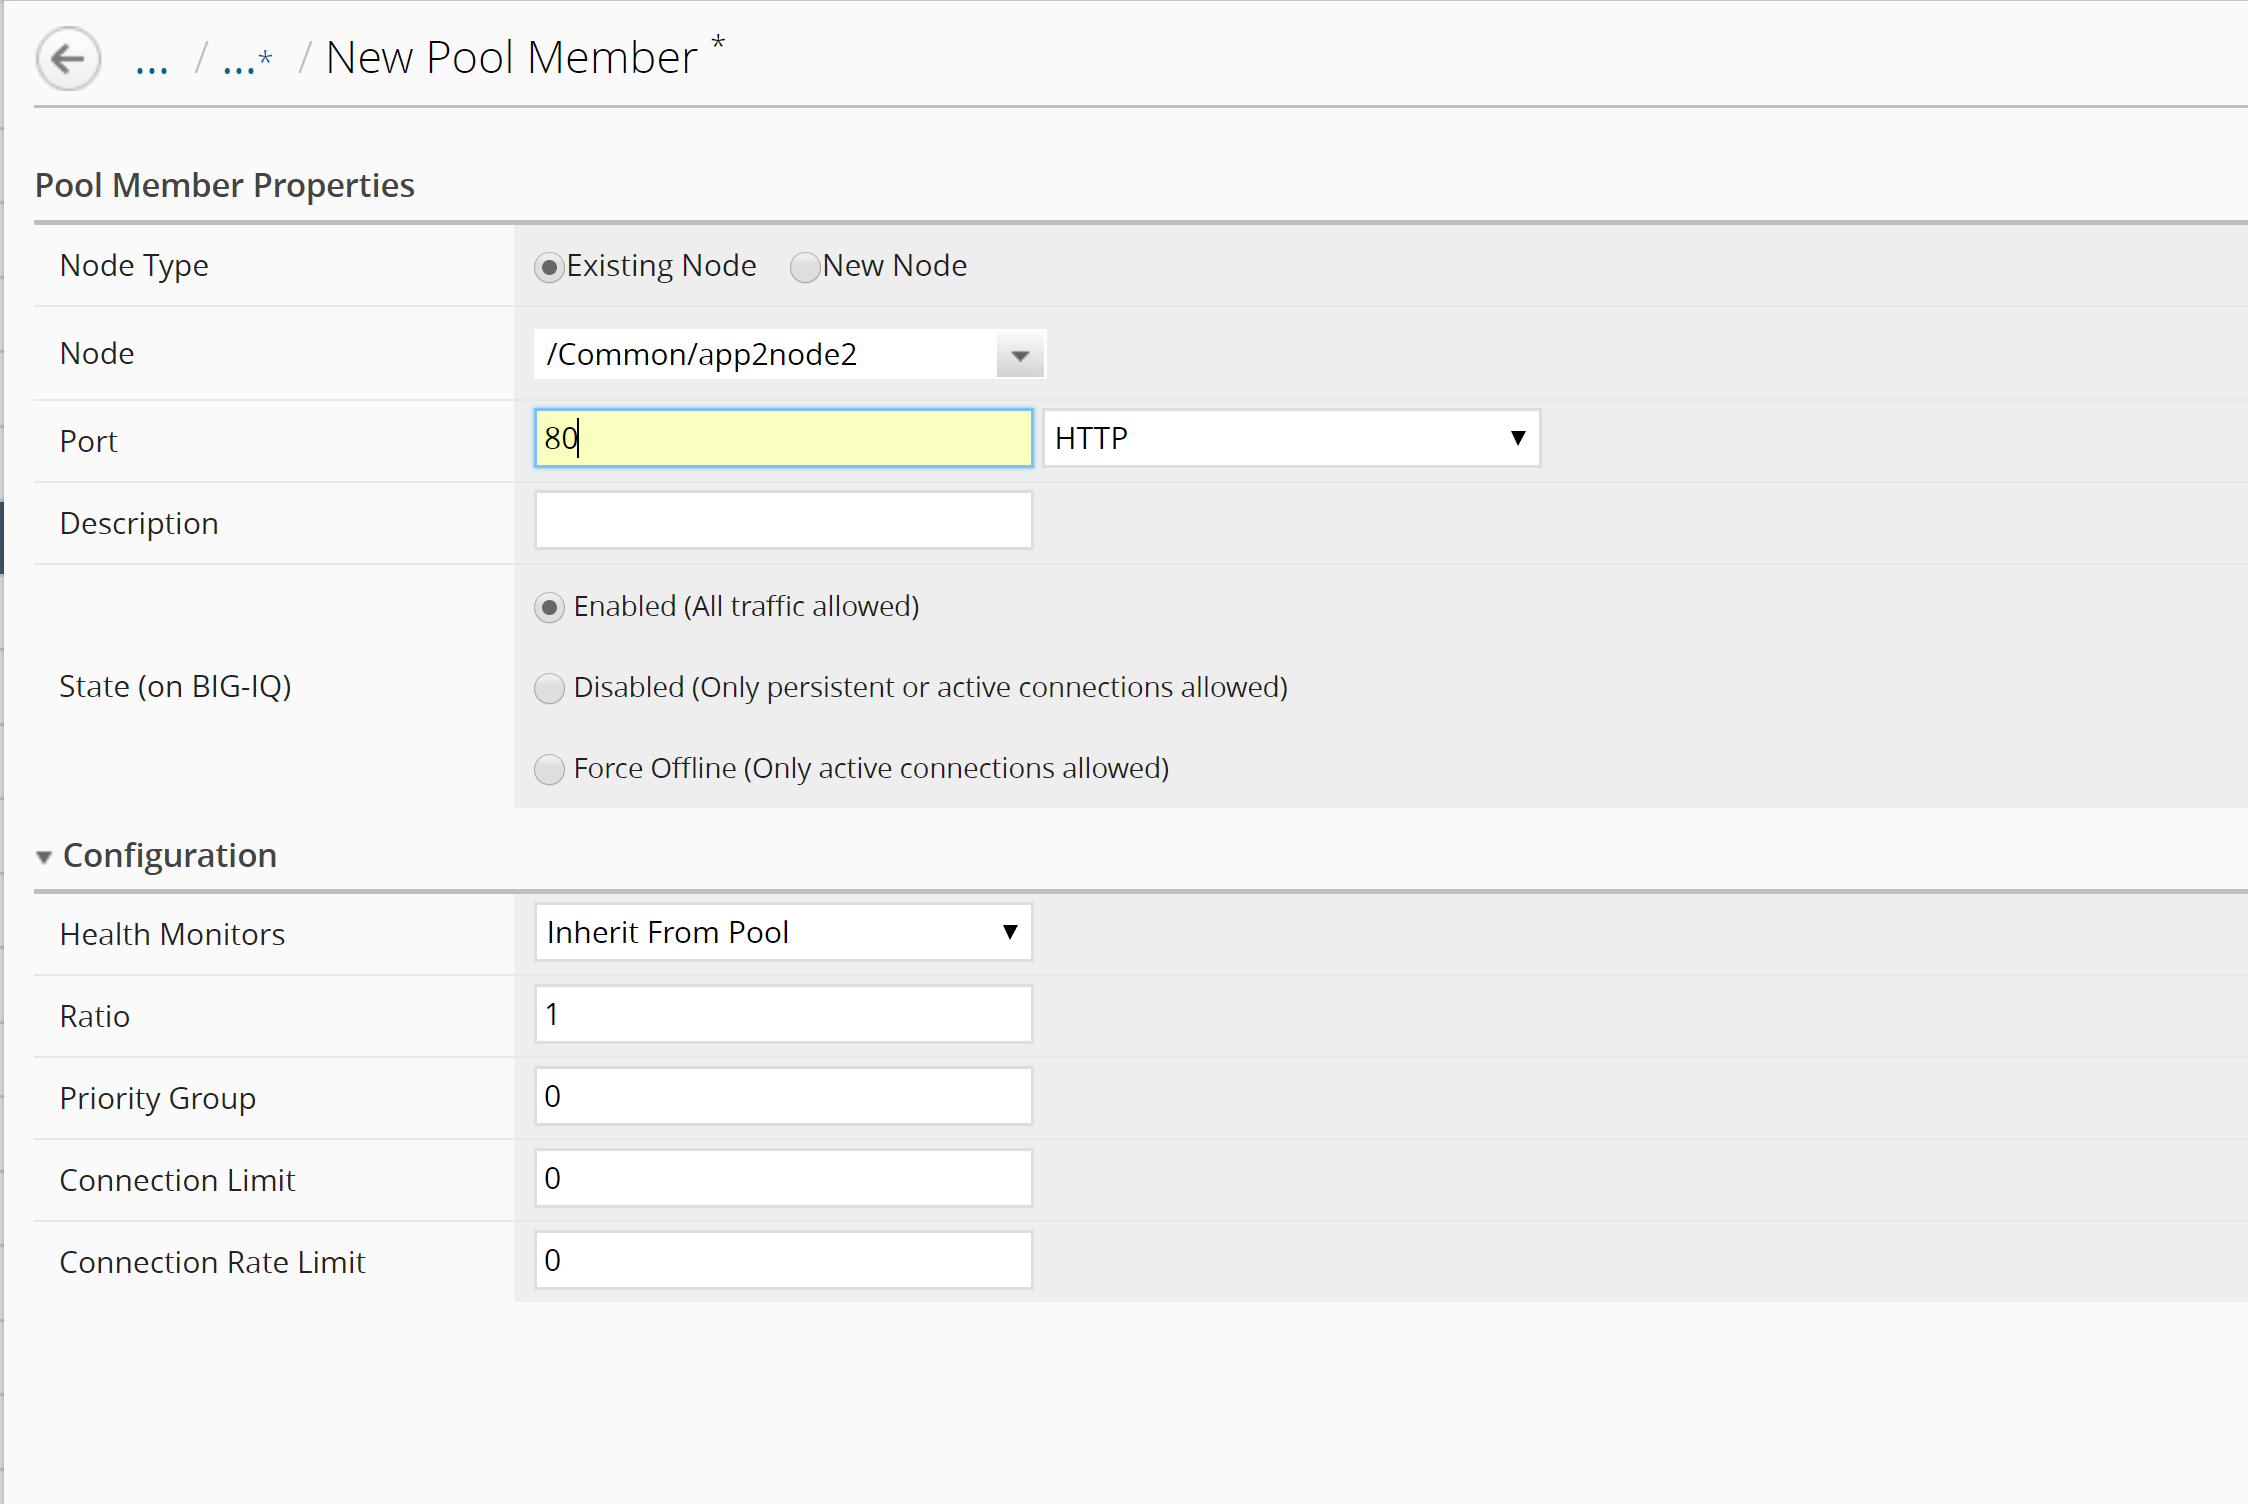 ... / ...* / New Pool Member *
Pool Member Properties
Node Type Existing Node New Node
Node /Common/app2node2
Port 80 HTTP
Description
State (on BIG-IQ)
Enabled (All traffic allowed)
Disabled (Only persistent or active connections allowed)
Force Offline (Only active connections allowed)
Configuration
Health Monitors Inherit From Pool
Ratio 1
Priority Group 0
Connection Limit 0
Connection Rate Limit 0